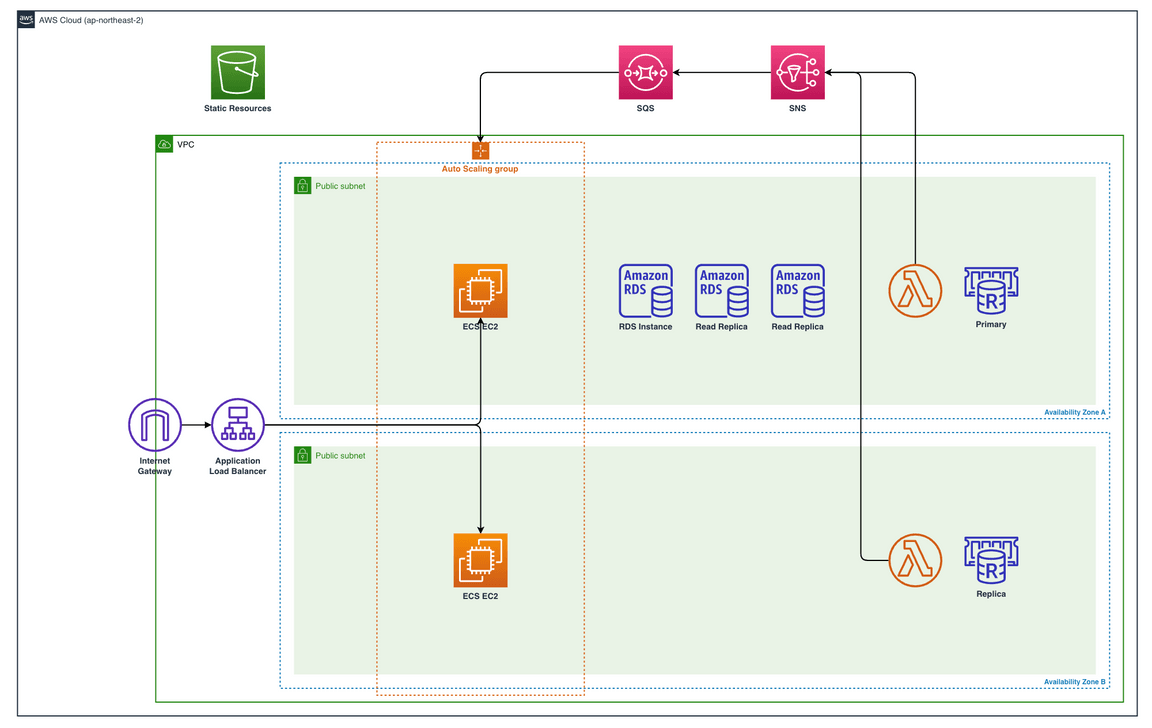 aws
AWS Cloud (ap-northeast-2)
Static Resources
SQS
SNS
VPC
Auto Scaling group
Public subnet
ECS EC2
Amazon
RDS
RDS Instance
Amazon
RDS
Read Replica
Amazon
RDS
Read Replica
R
Primary
Availability Zone A
Internet
Gateway
Application
Load Balancer
Public subnet
ECS EC2
R
Replica
Availability Zone B